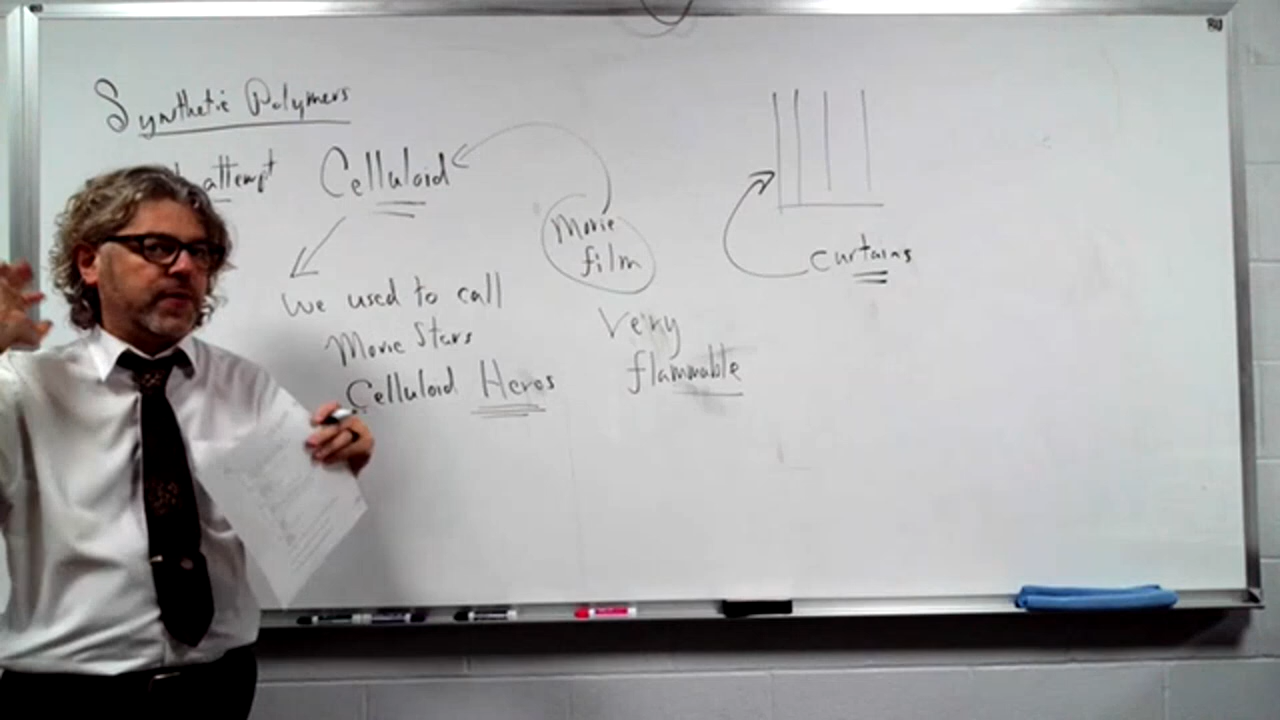 Synthetic Polymers
attempt Celluloid
Movie
film
curtains
we used to call
Movie Stars
Celluloid Heros
Very
flammable